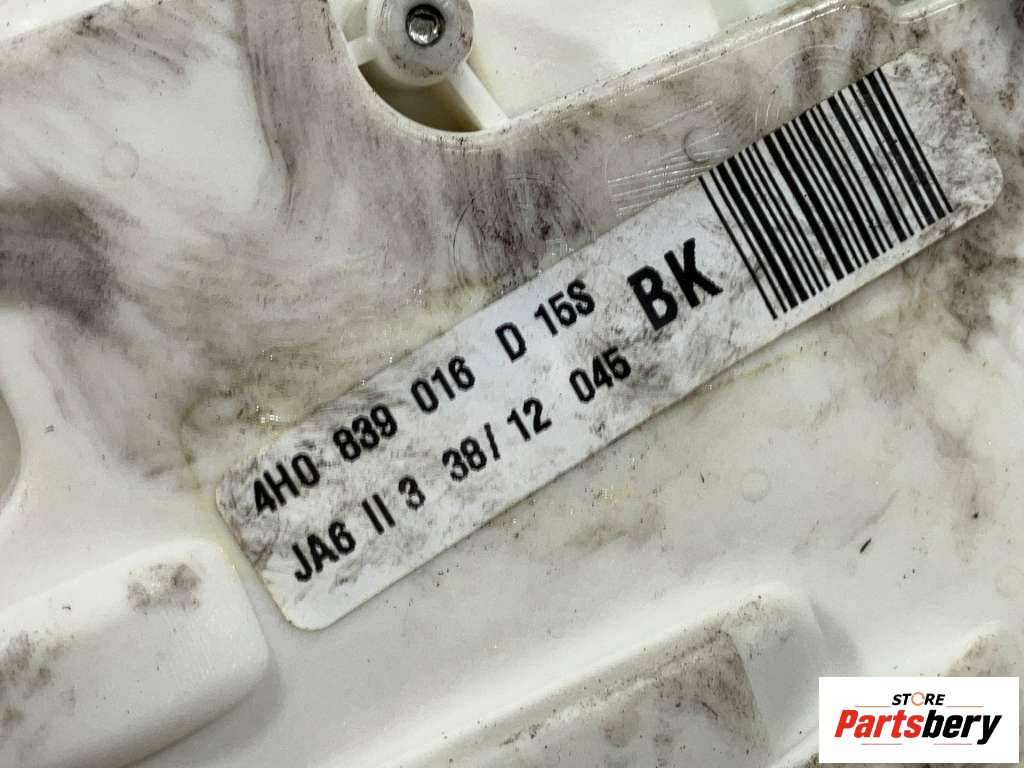 4H0 839 016 D 15S BK
JA6 II 3 38/12 045
STORE
Partsbery